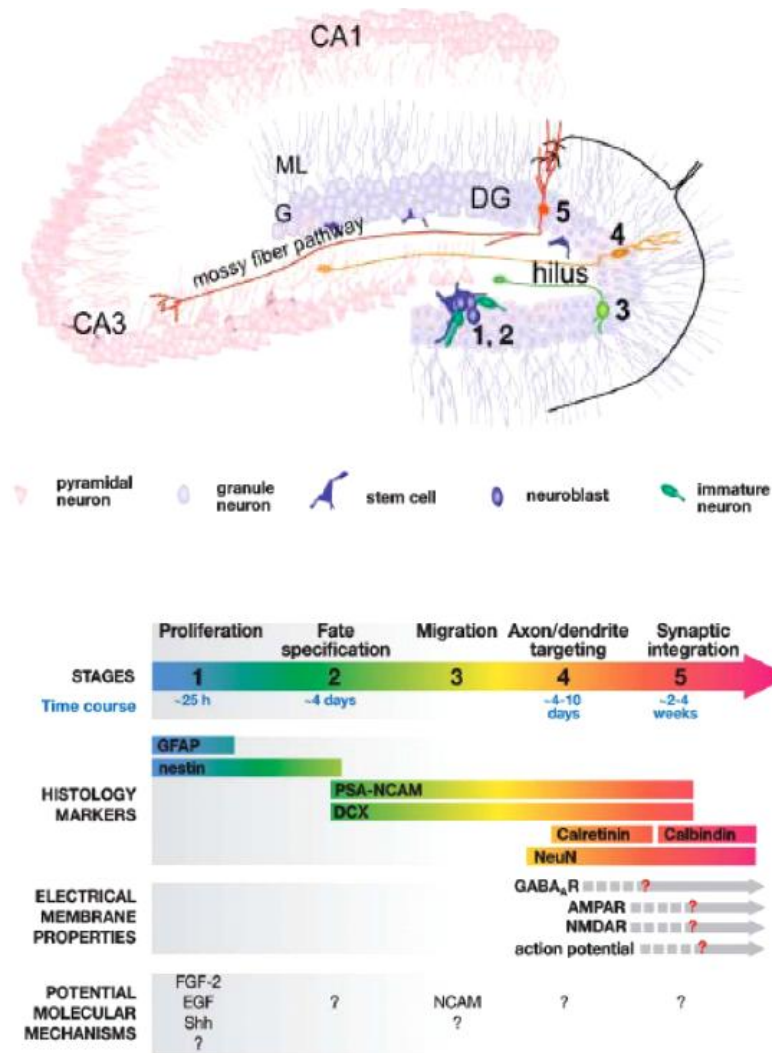 CA1
ML
DG
G
5
4
mossy fiber pathway
hilus
CA3
3
1, 2
pyramidal
neuron
granule
neuron
stem cell
neuroblast
immature
neuron
Proliferation
Fate
specification
Migration
Axon/dendrite
targeting
Synaptic
integration
STAGES
1
2
3
4
5
Time course
~25 h
~4 days
~4-10
days
~2-4
weeks
GFAP
nestin
HISTOLOGY
MARKERS
PSA-NCAM
DCX
Calretinin
Calbindin
NeuN
ELECTRICAL
MEMBRANE
PROPERTIES
GABAAR ?
AMPAR ?
NMDAR ?
action potential ?
POTENTIAL
MOLECULAR
MECHANISMS
FGF-2
EGF
Shh
?
?
NCAM
?
?
?